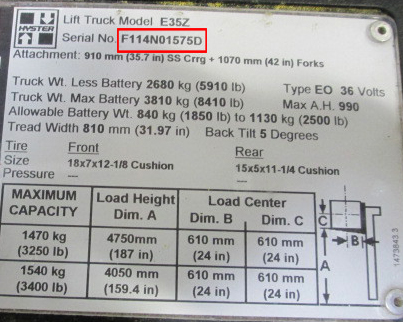 HYSTER
Lift Truck Model E35Z
Serial No. F114N01575D
Attachment: 910 mm (35.7 in) SS Crrg + 1070 mm (42 in) Forks
Truck Wt. Less Battery 2680 kg (5910 lb) Type EO 36 Volts
Truck Wt. Max Battery 3810 kg (8410 lb) Max A.H. 990
Allowable Battery Wt. 840 kg (1850 lb) to 1130 kg (2500 lb)
Tread Width 810 mm (31.97 in) Back Tilt 5 Degrees
Tire Front Rear
Size 18x7x12-1/8 Cushion 15x5x11-1/4 Cushion
Pressure --- ---
MAXIMUM CAPACITY Load Height Dim. A Load Center
Dim. B Dim. C
1470 kg 4750mm 610 mm 610 mm
(3250 lb) (187 in) (24 in) (24 in)
1540 kg 4050 mm 610 mm 610 mm
(3400 lb) (159.4 in) (24 in) (24 in)
C
B
A
1473843 3